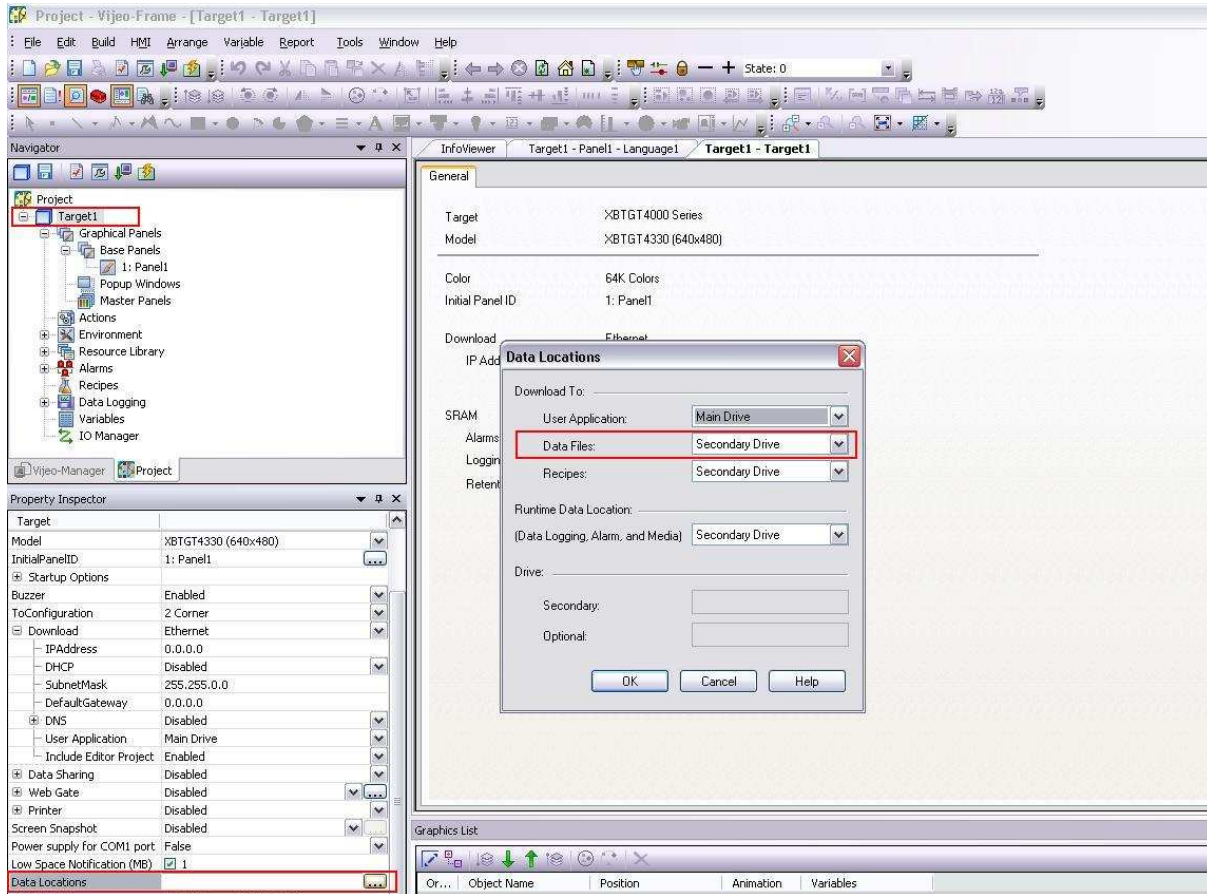 Project - Vijeo-Frame - [Target1 - Target1]
File Edit Build HMI Arrange Variable Report Tools Window Help
State: 0
Navigator
Project
Target1
Graphical Panels
Base Panels
1: Panel1
Popup Windows
Master Panels
Actions
Environment
Resource Library
Alarms
Recipes
Data Logging
Variables
IO Manager
Vijeo-Manager Project
Property Inspector
Target
Model XBTGT4330 (640x480)
InitialPanelID 1: Panel1
Startup Options
Buzzer Enabled
ToConfiguration 2 Corner
Download Ethernet
IPAddress 0.0.0.0
DHCP Disabled
SubnetMask 255.255.0.0
DefaultGateway 0.0.0.0
DNS Disabled
User Application Main Drive
Include Editor Project Enabled
Data Sharing Disabled
Web Gate Disabled
Printer Disabled
Screen Snapshot Disabled
Power supply for COM1 port False
Low Space Notification (MB) 1
Data Locations
InfoViewer Target1 - Panel1 - Language1 Target1 - Target1
General
Target XBTGT4000 Series
Model XBTGT4330 (640x480)
Color 64K Colors
Initial Panel ID 1: Panel1
Download Ethernet
IP Add
SRAM
Alarms
Loggin
Retent
Data Locations
Download To:
User Application: Main Drive
Data Files: Secondary Drive
Recipes: Secondary Drive
Runtime Data Location:
(Data Logging, Alarm, and Media) Secondary Drive
Drive:
Secondary:
Optional:
OK Cancel Help
Graphics List
Or... Object Name Position Animation Variables